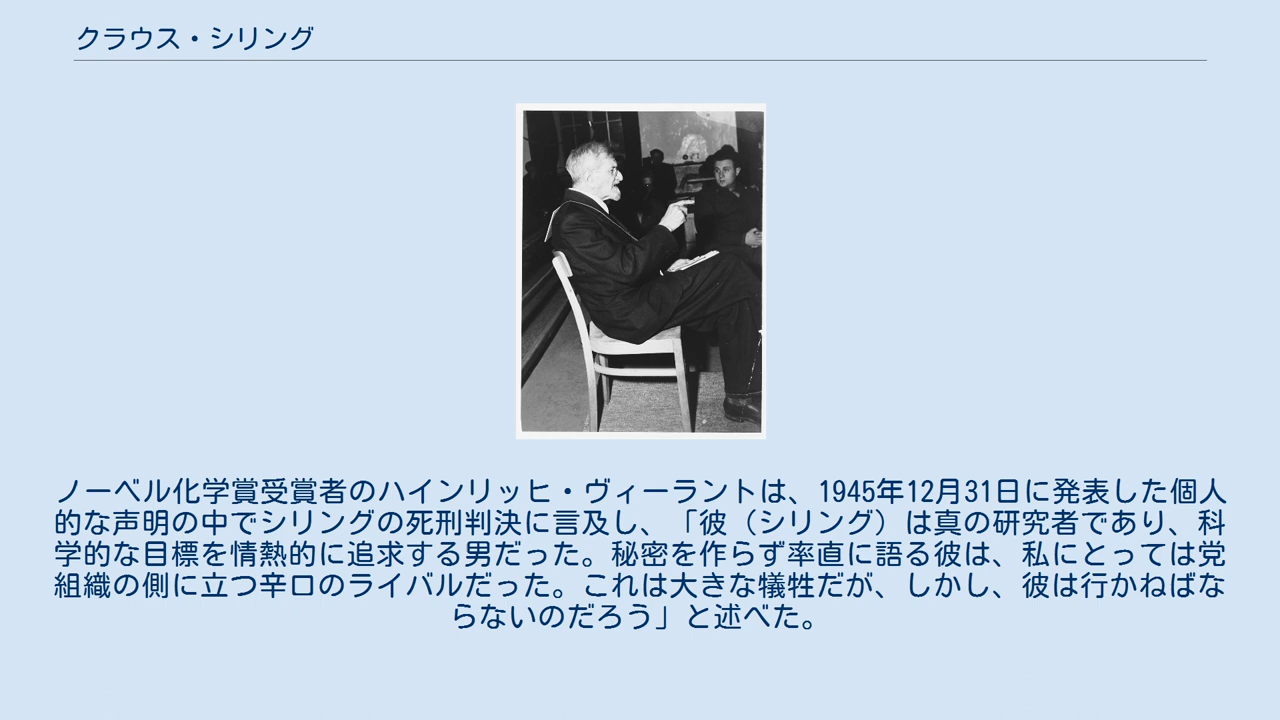 クラウス・シリング
ノーベル化学賞受賞者のハインリッヒ・ヴィーラントは、1945年12月31日に発表した個人
的な声明の中でシリングの死刑判決に言及し、「彼（シリング）は真の研究者であり、科
学的な目標を情熱的に追求する男だった。秘密を作らず率直に語る彼は、私にとっては党
組織の側に立つ辛口のライバルだった。これは大きな犠牲だが、しかし、彼は行かねばな
らないのだろう」と述べた。